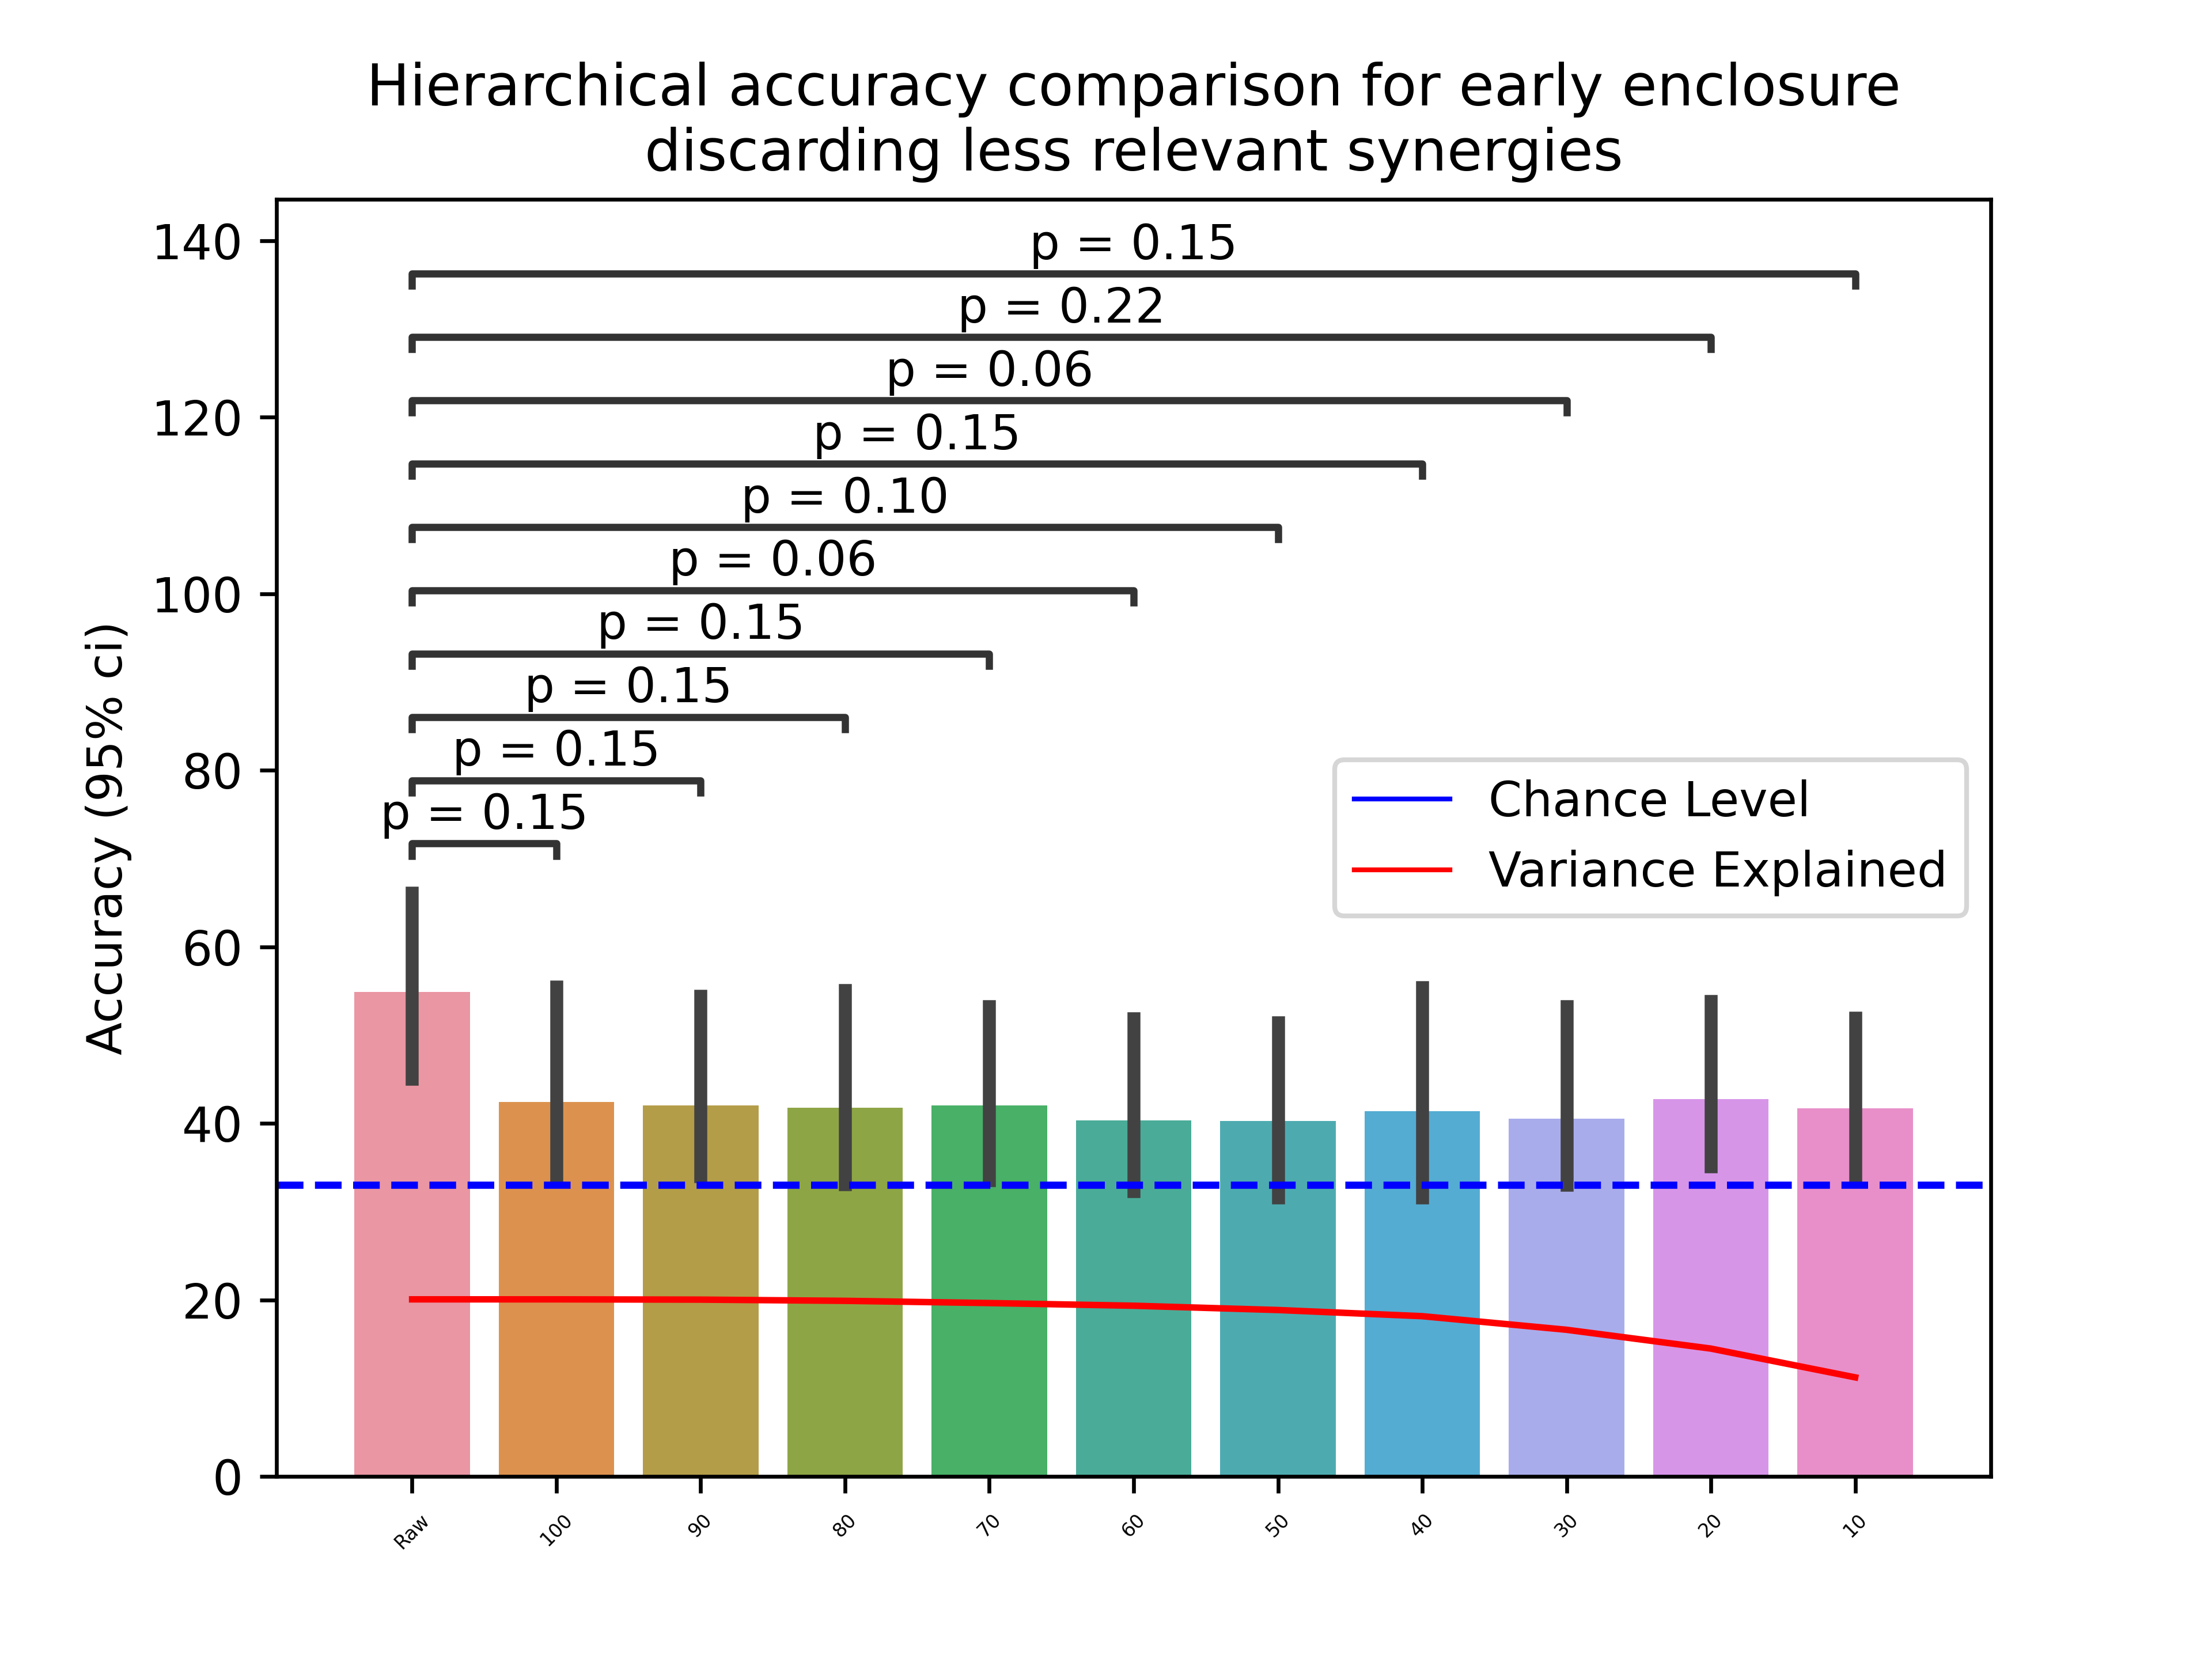 Hierarchical accuracy comparison for early enclosure
discarding less relevant synergies
Accuracy (95% ci)
140
120
100
80
60
40
20
0
p = 0.15
p = 0.22
p = 0.06
p = 0.15
p = 0.10
p = 0.06
p = 0.15
p = 0.15
p = 0.15
p = 0.15
Chance Level
Variance Explained
Raw
100
90
80
70
60
50
40
30
20
10